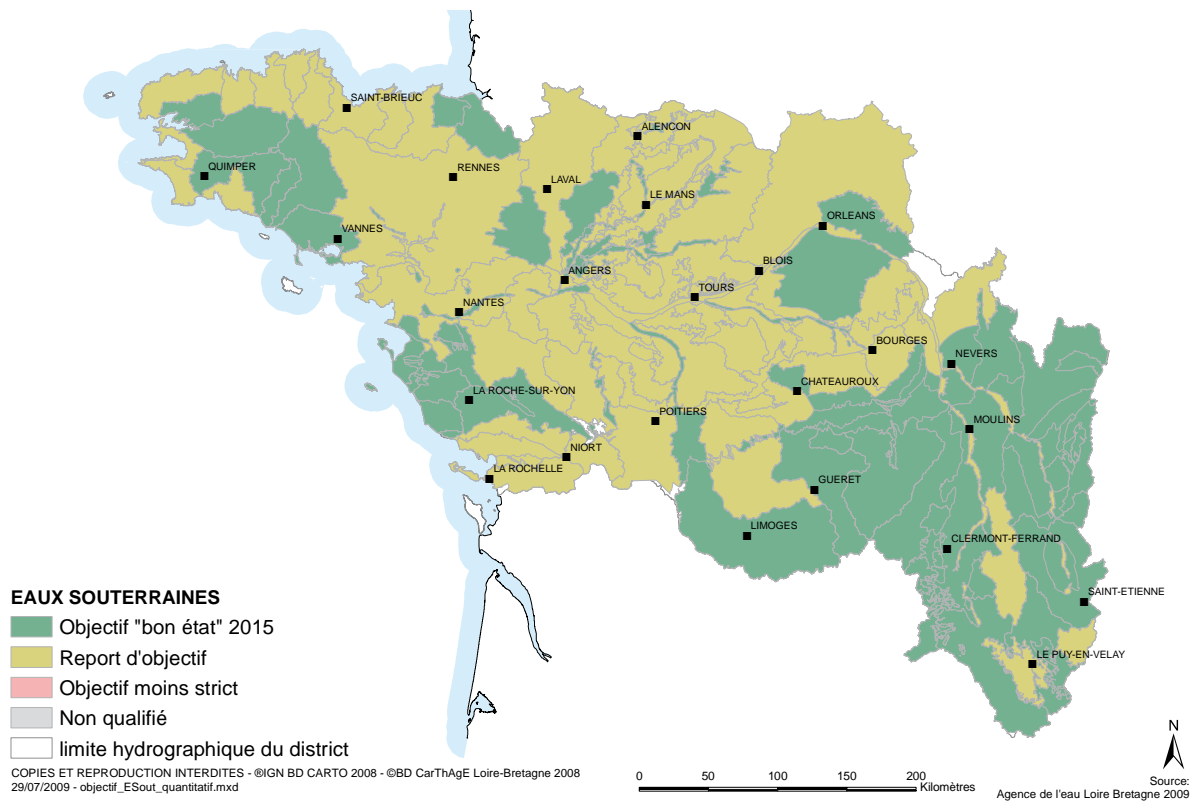 SAINT-BRIEUC
ALENCON
QUIMPER
RENNES
LAVAL
LE MANS
ORLEANS
VANNES
BLOIS
ANGERS
TOURS
NANTES
BOURGES
NEVERS
CHATEAUROUX
LA ROCHE-SUR-YON
POITIERS
MOULINS
NIORT
LA ROCHELLE
GUERET
LIMOGES
CLERMONT-FERRAND
SAINT-ETIENNE
LE PUY-EN-VELAY
EAUX SOUTERRAINES
Objectif "bon état" 2015
Report d'objectif
Objectif moins strict
Non qualifié
limite hydrographique du district
COPIES ET REPRODUCTION INTERDITES - ®IGN BD CARTO 2008 - ©BD CarThAgE Loire-Bretagne 2008
29/07/2009 - objectif_ESout_quantitatif.mxd
0 50 100 150 200
Kilomètres
N
Source:
Agence de l'eau Loire Bretagne 2009